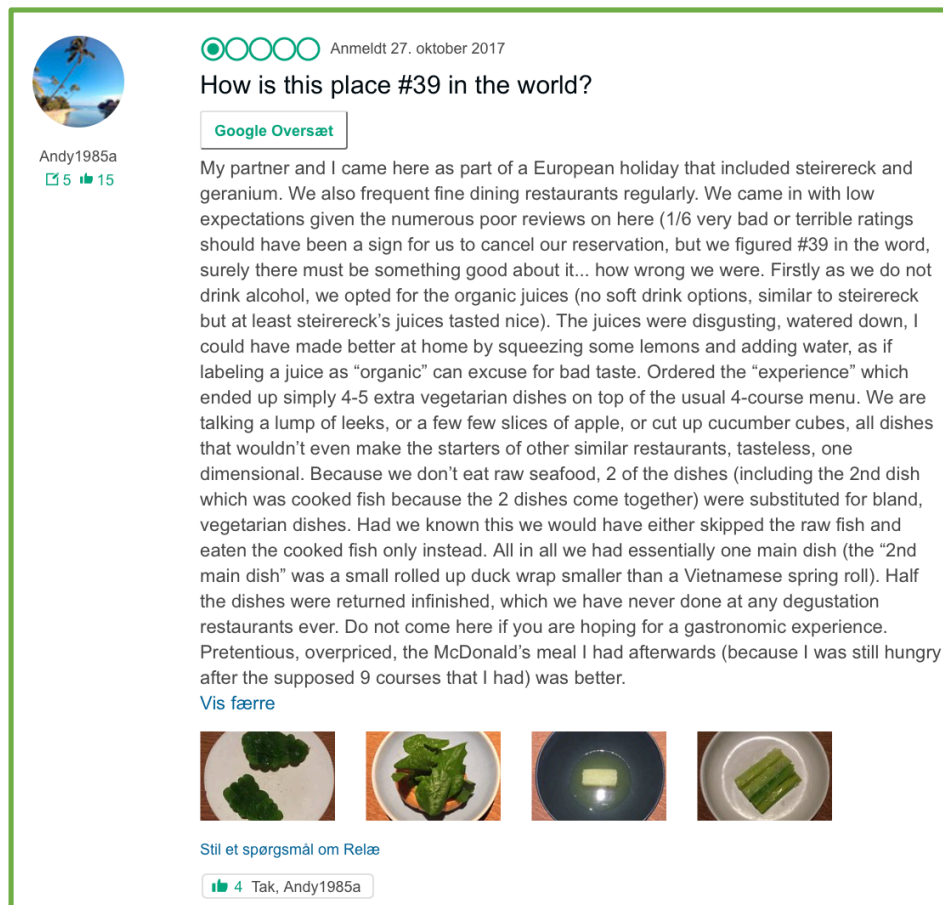 Anmeldt 27. oktober 2017
How is this place #39 in the world?
Google Oversæt
Andy1985a
5 15
My partner and I came here as part of a European holiday that included steirereck and
geranium. We also frequent fine dining restaurants regularly. We came in with low
expectations given the numerous poor reviews on here (1/6 very bad or terrible ratings
should have been a sign for us to cancel our reservation, but we figured #39 in the word,
surely there must be something good about it... how wrong we were. Firstly as we do not
drink alcohol, we opted for the organic juices (no soft drink options, similar to steirereck
but at least steirereck’s juices tasted nice). The juices were disgusting, watered down, I
could have made better at home by squeezing some lemons and adding water, as if
labeling a juice as “organic” can excuse for bad taste. Ordered the “experience” which
ended up simply 4-5 extra vegetarian dishes on top of the usual 4-course menu. We are
talking a lump of leeks, or a few few slices of apple, or cut up cucumber cubes, all dishes
that wouldn’t even make the starters of other similar restaurants, tasteless, one
dimensional. Because we don’t eat raw seafood, 2 of the dishes (including the 2nd dish
which was cooked fish because the 2 dishes come together) were substituted for bland,
vegetarian dishes. Had we known this we would have either skipped the raw fish and
eaten the cooked fish only instead. All in all we had essentially one main dish (the “2nd
main dish” was a small rolled up duck wrap smaller than a Vietnamese spring roll). Half
the dishes were returned infinished, which we have never done at any degustation
restaurants ever. Do not come here if you are hoping for a gastronomic experience.
Pretentious, overpriced, the McDonald’s meal I had afterwards (because I was still hungry
after the supposed 9 courses that I had) was better.
Vis færre
Stil et spørgsmål om Relæ
4 Tak, Andy1985a